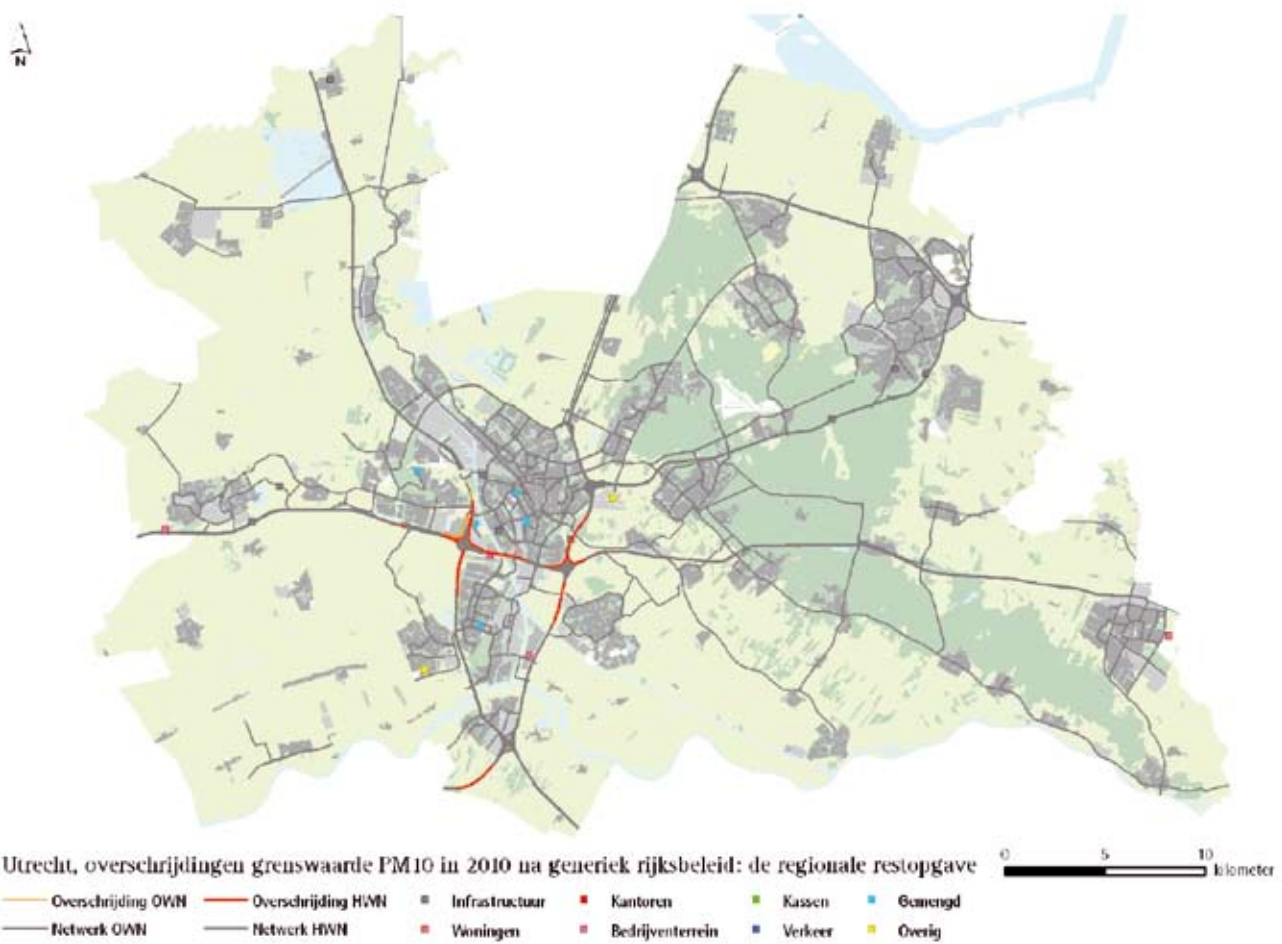 N
Utrecht, overschrijdingen grenswaarde PM10 in 2010 na generiek rijksbeleid: de regionale restopgave
0 5 10 kilometer
Overschrijding OWN Overschrijding HWN Infrastructuur Kantoren Kassen Gemengd
Netwerk OWN Netwerk HWN Woningen Bedrijventerrein Verkeer Overig